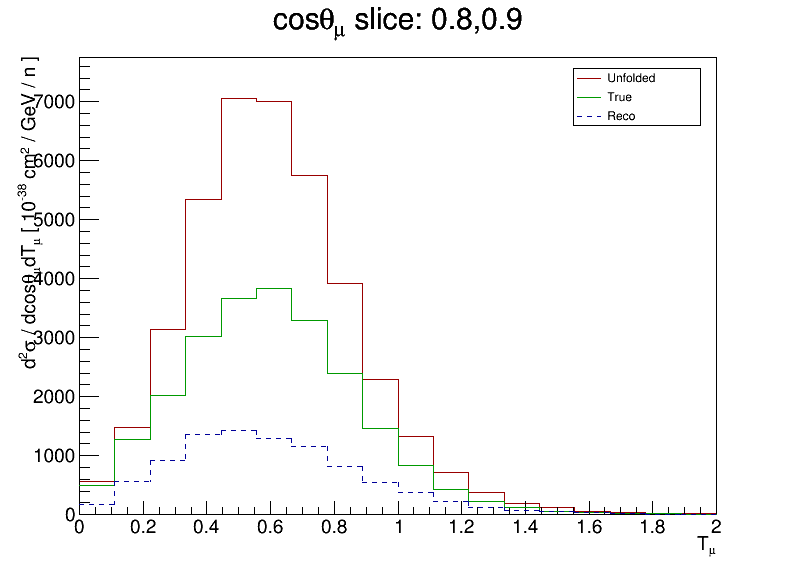 cosθμ slice: 0.8,0.9
Unfolded
True
Reco
d²σ / dcosθμdTμ [ 10⁻³⁸ cm² / GeV / n ]
7000
6000
5000
4000
3000
2000
1000
0
0 0.2 0.4 0.6 0.8 1 1.2 1.4 1.6 1.8 2
Tμ